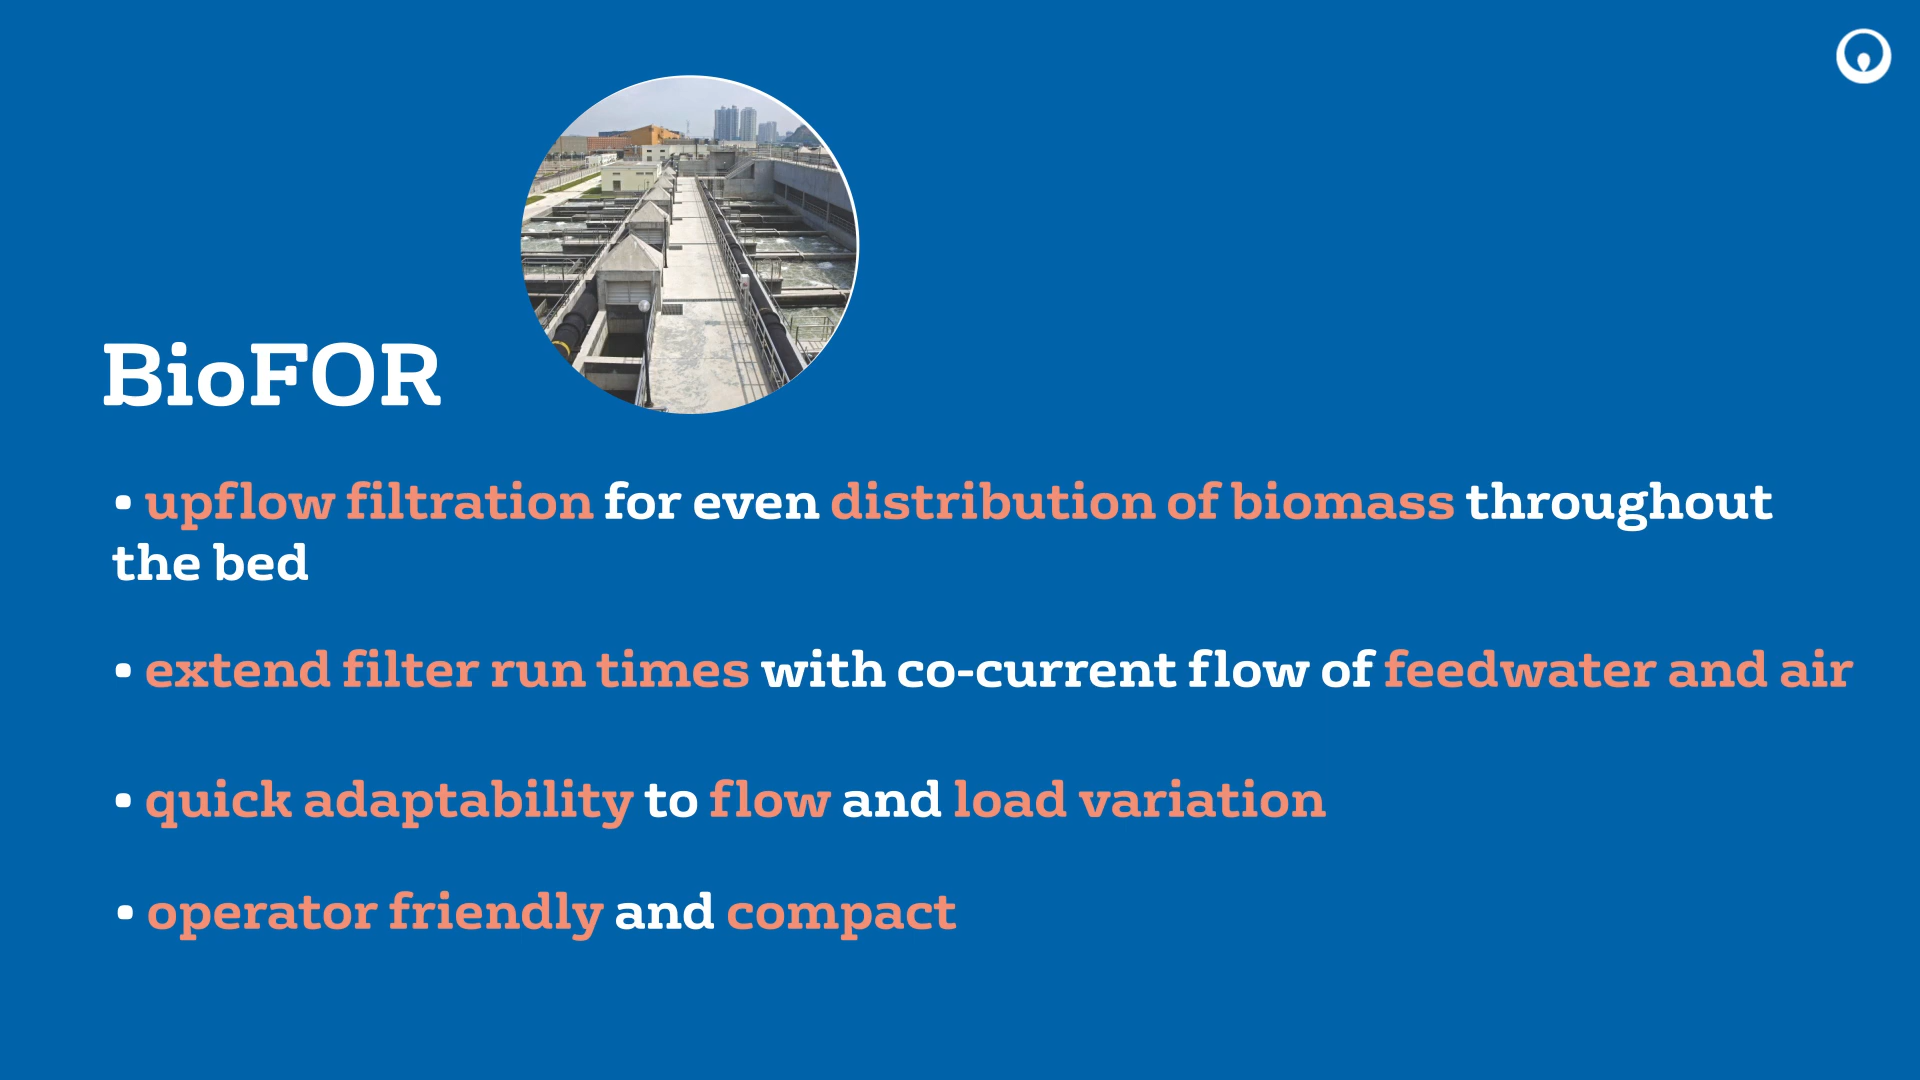 BioFOR
• upflow filtration for even distribution of biomass throughout
the bed
• extend filter run times with co-current flow of feedwater and air
• quick adaptability to flow and load variation
• operator friendly and compact